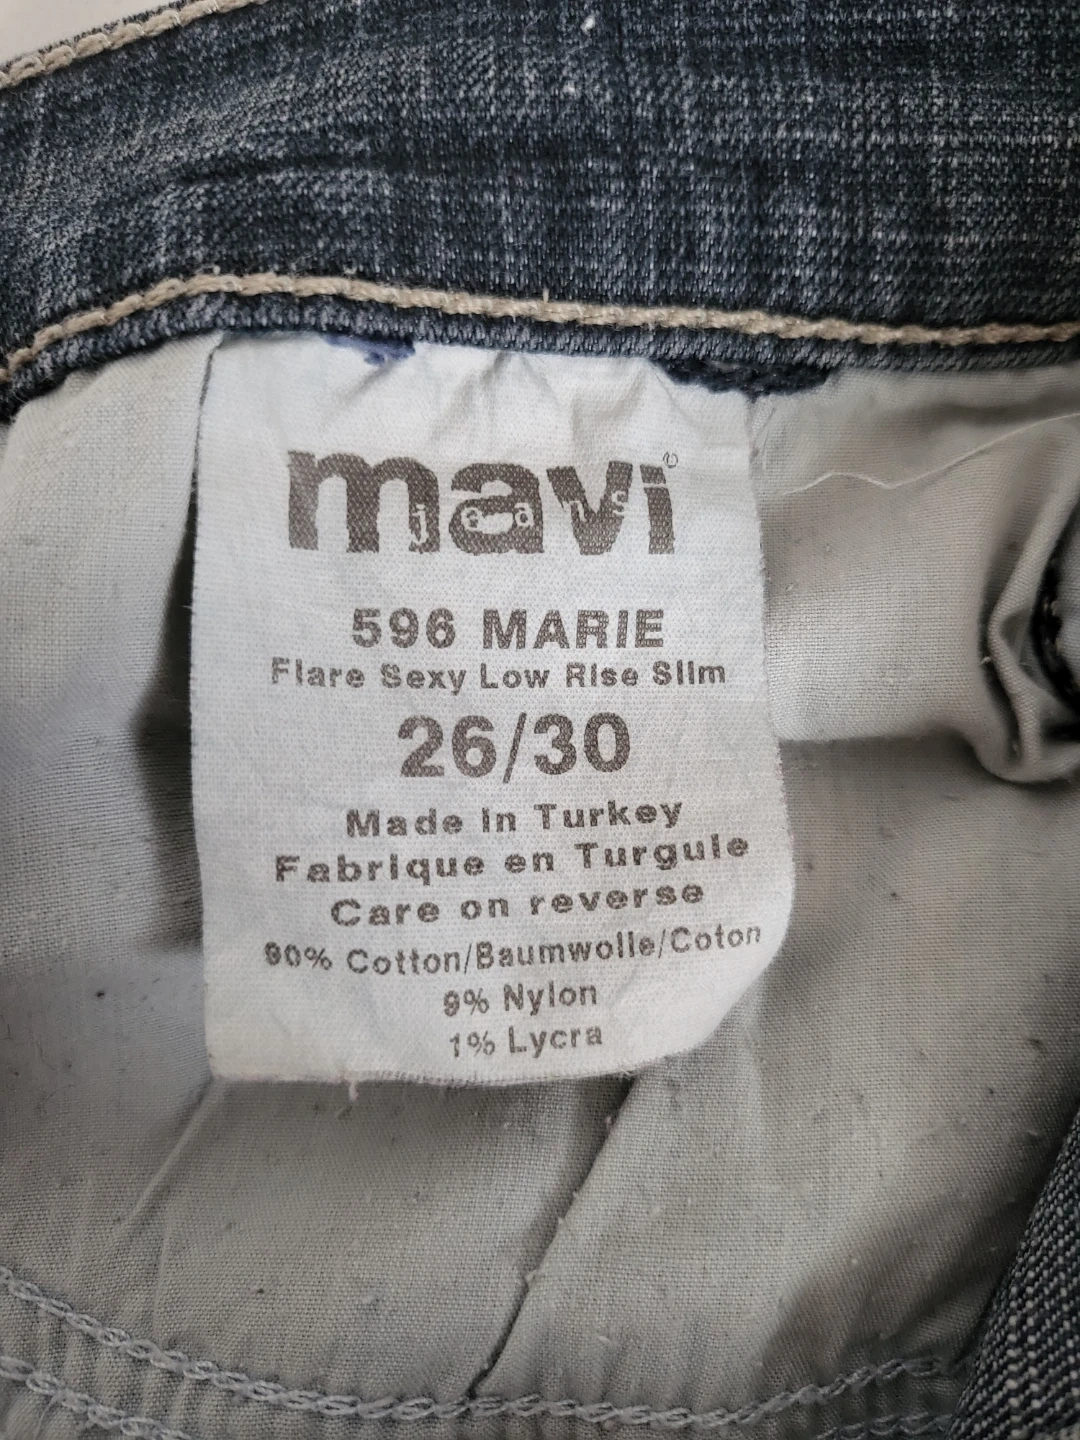 mavi
jeans
596 MARIE
Flare Sexy Low Rise Slim
26/30
Made in Turkey
Fabrique en Turguie
Care on reverse
90% Cotton/Baumwolle/Coton
9% Nylon
1% Lycra